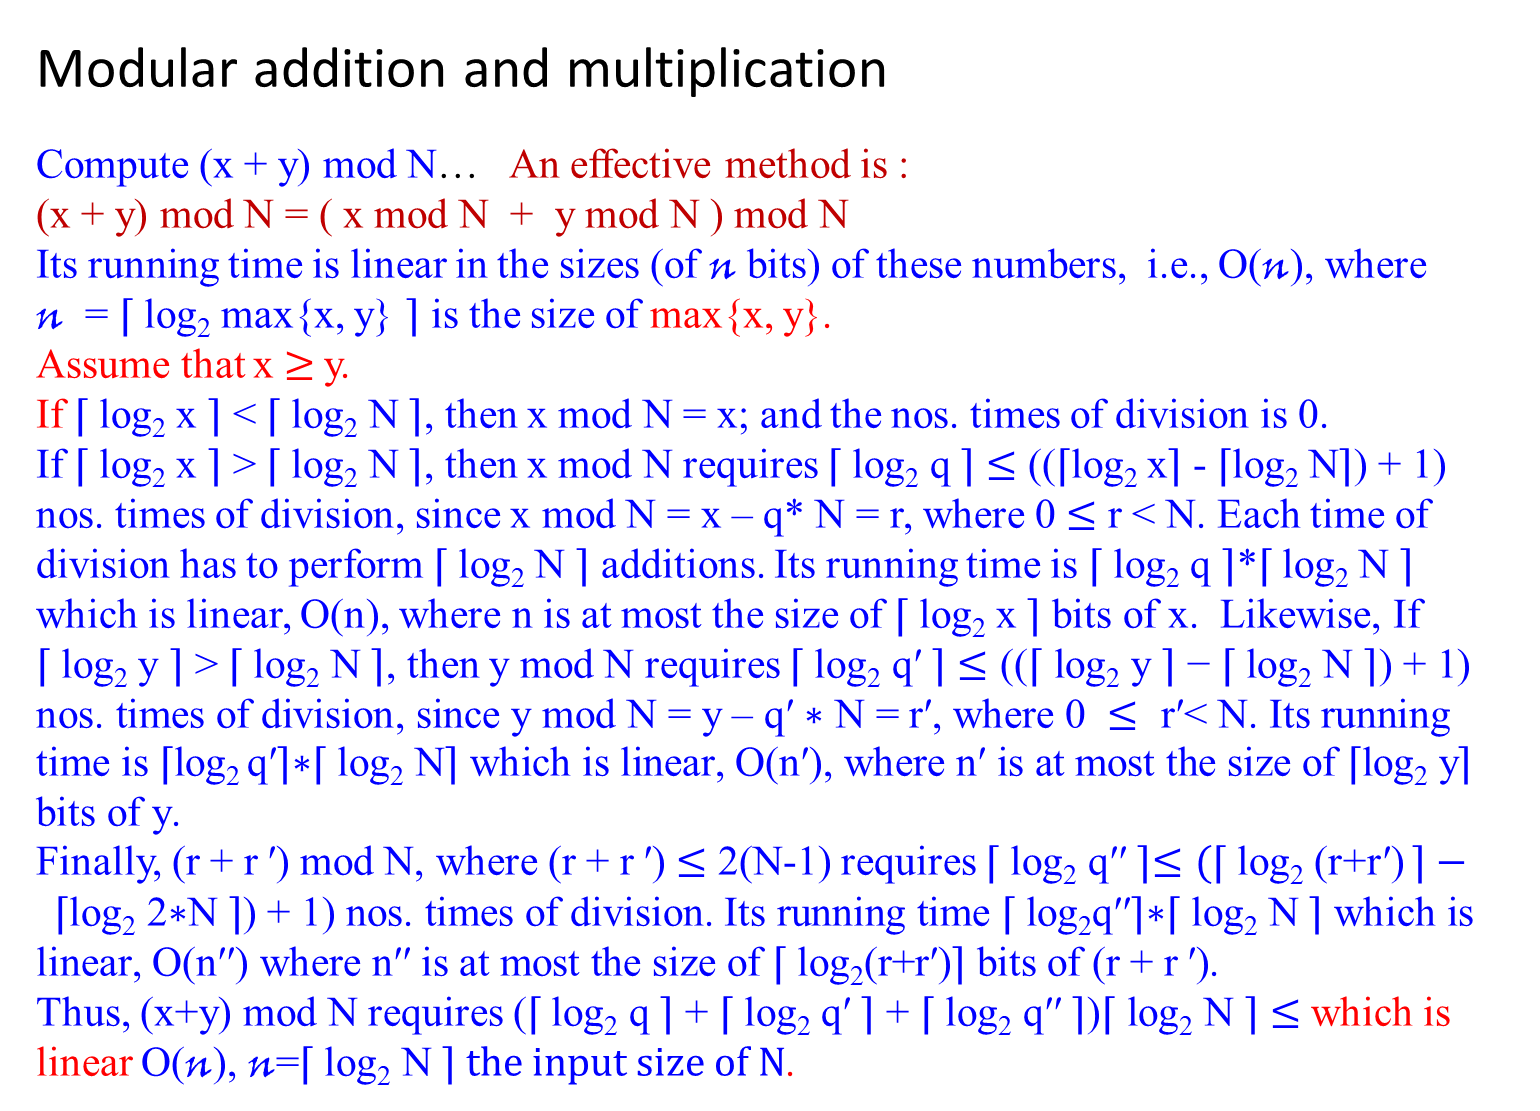 Modular addition and multiplication
Compute (x + y) mod N… An effective method is :
(x + y) mod N = ( x mod N + y mod N ) mod N
Its running time is linear in the sizes (of 𝓃 bits) of these numbers, i.e., O(𝓃), where
𝓃 = ⌈ log₂ max{x, y} ⌉ is the size of max{x, y}.
Assume that x ≥ y.
If ⌈ log₂ x ⌉ < ⌈ log₂ N ⌉, then x mod N = x; and the nos. times of division is 0.
If ⌈ log₂ x ⌉ > ⌈ log₂ N ⌉, then x mod N requires ⌈ log₂ q ⌉ ≤ ((⌈log₂ x⌉ - ⌈log₂ N⌉) + 1)
nos. times of division, since x mod N = x – q* N = r, where 0 ≤ r < N. Each time of
division has to perform ⌈ log₂ N ⌉ additions. Its running time is ⌈ log₂ q ⌉*⌈ log₂ N ⌉
which is linear, O(n), where n is at most the size of ⌈ log₂ x ⌉ bits of x. Likewise, If
⌈ log₂ y ⌉ > ⌈ log₂ N ⌉, then y mod N requires ⌈ log₂ q′ ⌉ ≤ ((⌈ log₂ y ⌉ − ⌈ log₂ N ⌉) + 1)
nos. times of division, since y mod N = y – q′ ∗ N = r′, where 0 ≤ r′< N. Its running
time is ⌈log₂ q′⌉∗⌈ log₂ N⌉ which is linear, O(n′), where n′ is at most the size of ⌈log₂ y⌉
bits of y.
Finally, (r + r ′) mod N, where (r + r ′) ≤ 2(N-1) requires ⌈ log₂ q″ ⌉≤ (⌈ log₂ (r+r′) ⌉ −
⌈log₂ 2∗N ⌉) + 1) nos. times of division. Its running time ⌈ log₂q″⌉∗⌈ log₂ N ⌉ which is
linear, O(n″) where n″ is at most the size of ⌈ log₂(r+r′)⌉ bits of (r + r ′).
Thus, (x+y) mod N requires (⌈ log₂ q ⌉ + ⌈ log₂ q′ ⌉ + ⌈ log₂ q″ ⌉)⌈ log₂ N ⌉ ≤ which is
linear O(𝓃), 𝓃=⌈ log₂ N ⌉ the input size of N.